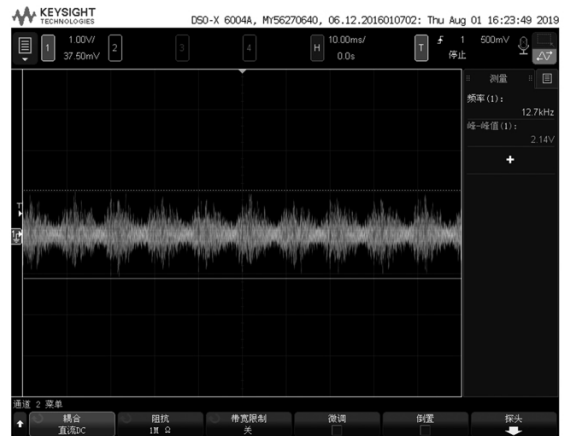 KEYSIGHT
TECHNOLOGIES
DSO-X 6004A, MY56270640, 06.12.2016010702: Thu Aug 01 16:23:49 2019
1 1.00V/ 37.50mV 2 3 4 H 10.00ms/ 0.0s T 1 500mV 停止
测量
频率(1):
12.7kHz
峰-峰值(1):
2.14V
通道 2 菜单
耦合 直流DC
阻抗 1M Ω
带宽限制 关
微调
倒置
探头